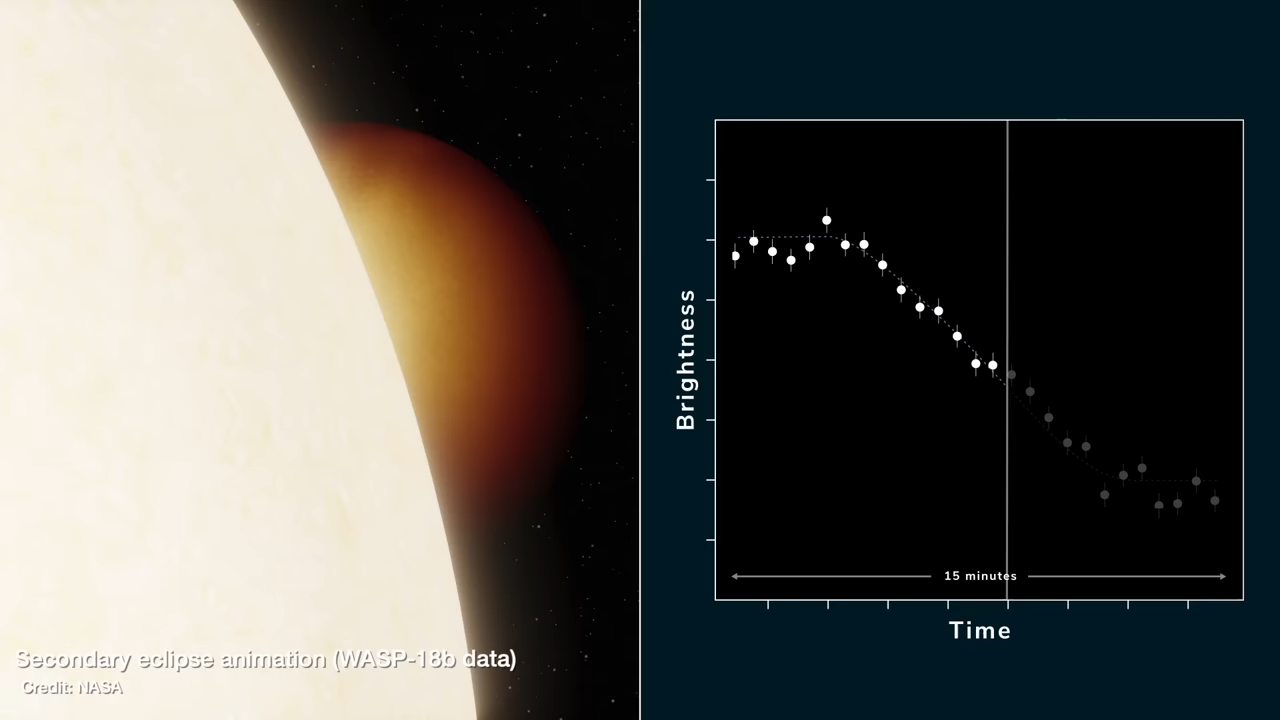 Secondary eclipse animation (WASP-18b data)
Credit: NASA
Brightness
15 minutes
Time